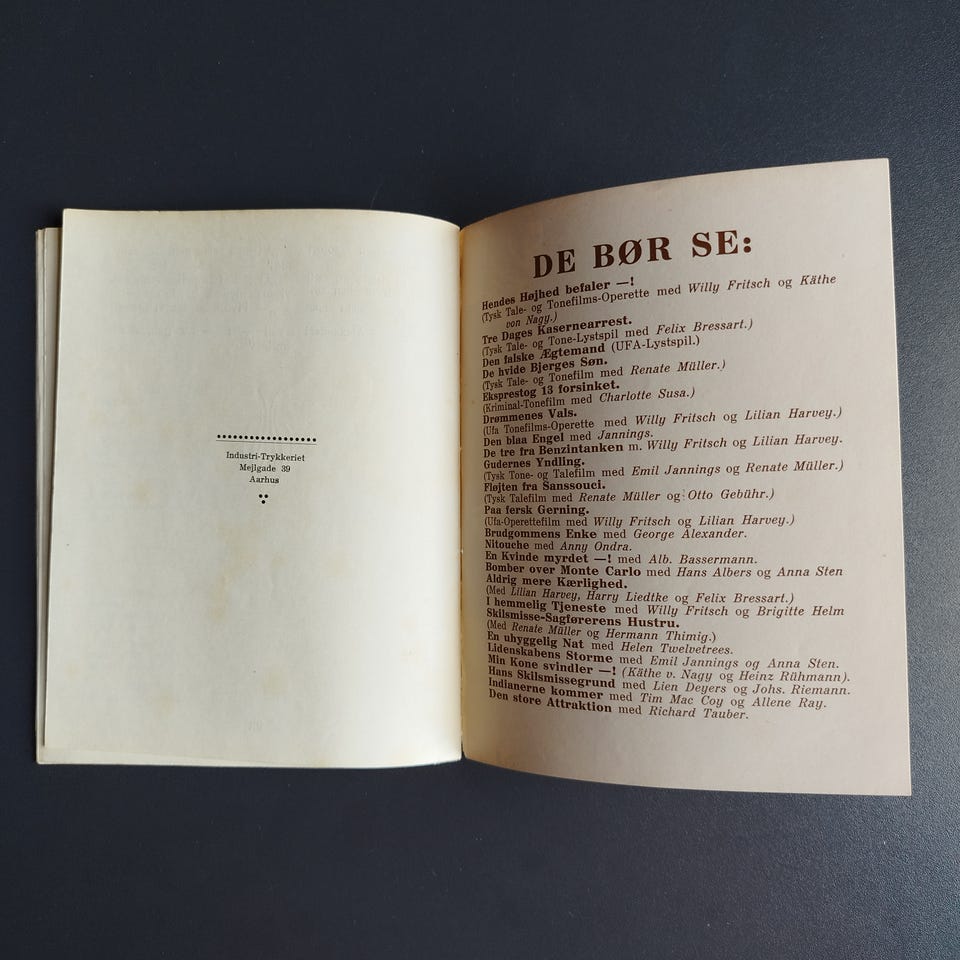 Industri-Trykkeriet
Mejlgade 39
Aarhus
DE BØR SE:
Hendes Højhed befaler —!
(Tysk Tale- og Tonefilms-Operette med Willy Fritsch og Käthe
von Nagy.)
Tre Dages Kasernearrest.
(Tysk Tale- og Tone-Lystspil med Felix Bressart.)
Den falske Ægtemand (UFA-Lystspil.)
De hvide Bjerges Søn.
(Tysk Tale- og Tonefilm med Renate Müller.)
Eksprestog 13 forsinket.
(Kriminal-Tonefilm med Charlotte Susa.)
Drømmenes Vals.
(Ufa Tonefilms-Operette med Willy Fritsch og Lilian Harvey.)
Den blaa Engel med Jannings.
De tre fra Benzintanken m. Willy Fritsch og Lilian Harvey.
Gudernes Yndling.
(Tysk Tone- og Talefilm med Emil Jannings og Renate Müller.)
Fløjten fra Sanssouci.
(Tysk Talefilm med Renate Müller og Otto Gebühr.)
Paa fersk Gerning.
(Ufa-Operettefilm med Willy Fritsch og Lilian Harvey.)
Brudgommens Enke med George Alexander.
Nitouche med Anny Ondra.
En Kvinde myrdet —! med Alb. Bassermann.
Bomber over Monte Carlo med Hans Albers og Anna Sten
Aldrig mere Kærlighed.
(Med Lilian Harvey, Harry Liedtke og Felix Bressart.)
I hemmelig Tjeneste med Willy Fritsch og Brigitte Helm
Skilsmisse-Sagførerens Hustru.
(Med Renate Müller og Hermann Thimig.)
En uhyggelig Nat med Helen Twelvetrees.
Lidenskabens Storme med Emil Jannings og Anna Sten.
Min Kone svindler —! (Käthe v. Nagy og Heinz Rühmann).
Hans Skilsmissegrund med Lien Deyers og Johs. Riemann.
Indianerne kommer med Tim Mac Coy og Allene Ray.
Den store Attraktion med Richard Tauber.